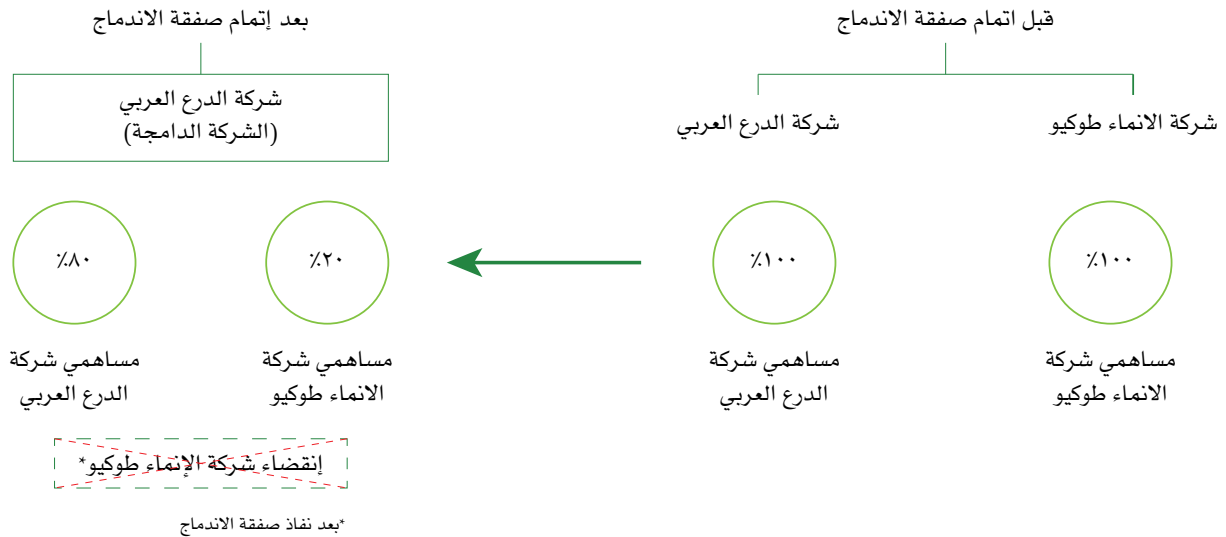 قبل اتمام صفقة الاندماج
شركة الانماء طوكيو
شركة الدرع العربي
٪١٠٠
٪١٠٠
مساهمي شركة
الانماء طوكيو
مساهمي شركة
الدرع العربي
بعد إتمام صفقة الاندماج
شركة الدرع العربي
(الشركة الدامجة)
٪٢٠
٪٨٠
مساهمي شركة
الانماء طوكيو
مساهمي شركة
الدرع العربي
إنقضاء شركة الإنماء طوكيو*
*بعد نفاذ صفقة الاندماج